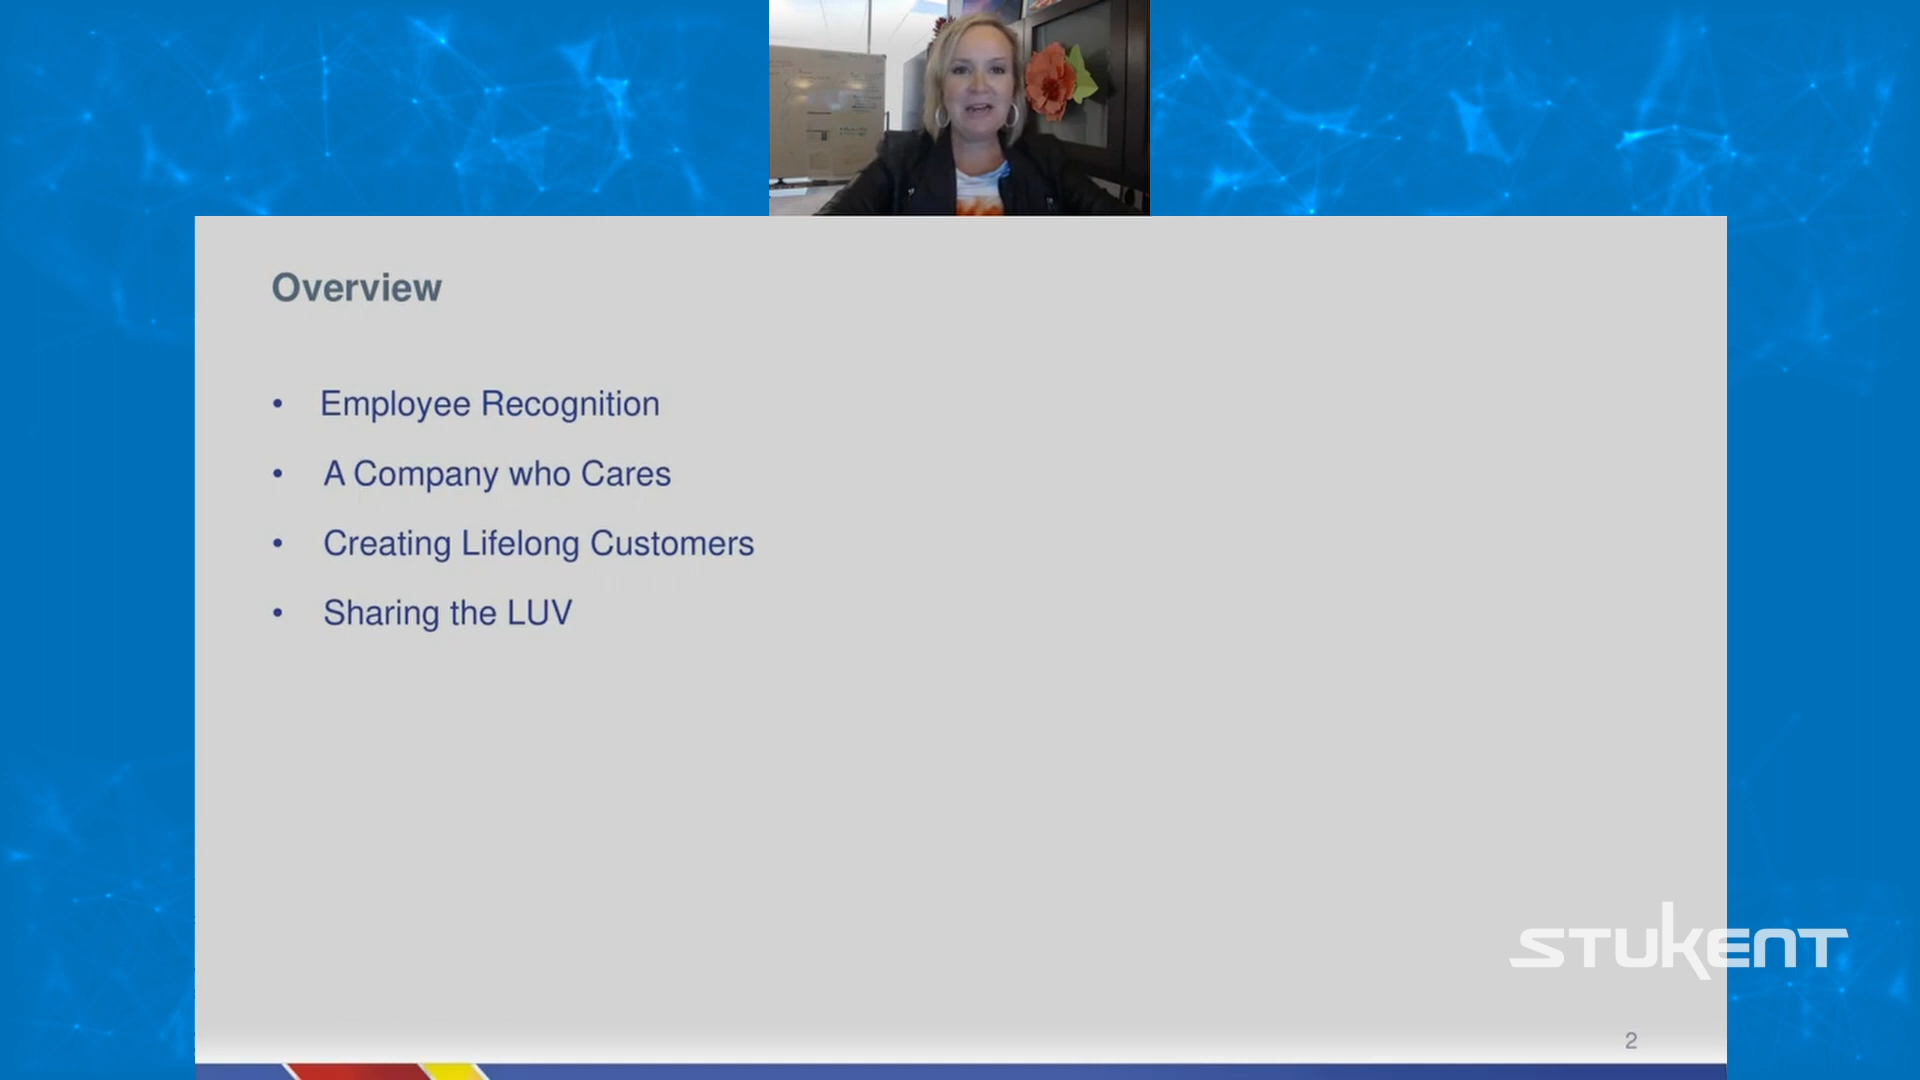 Overview
• Employee Recognition
• A Company who Cares
• Creating Lifelong Customers
• Sharing the LUV
STUKENT
2